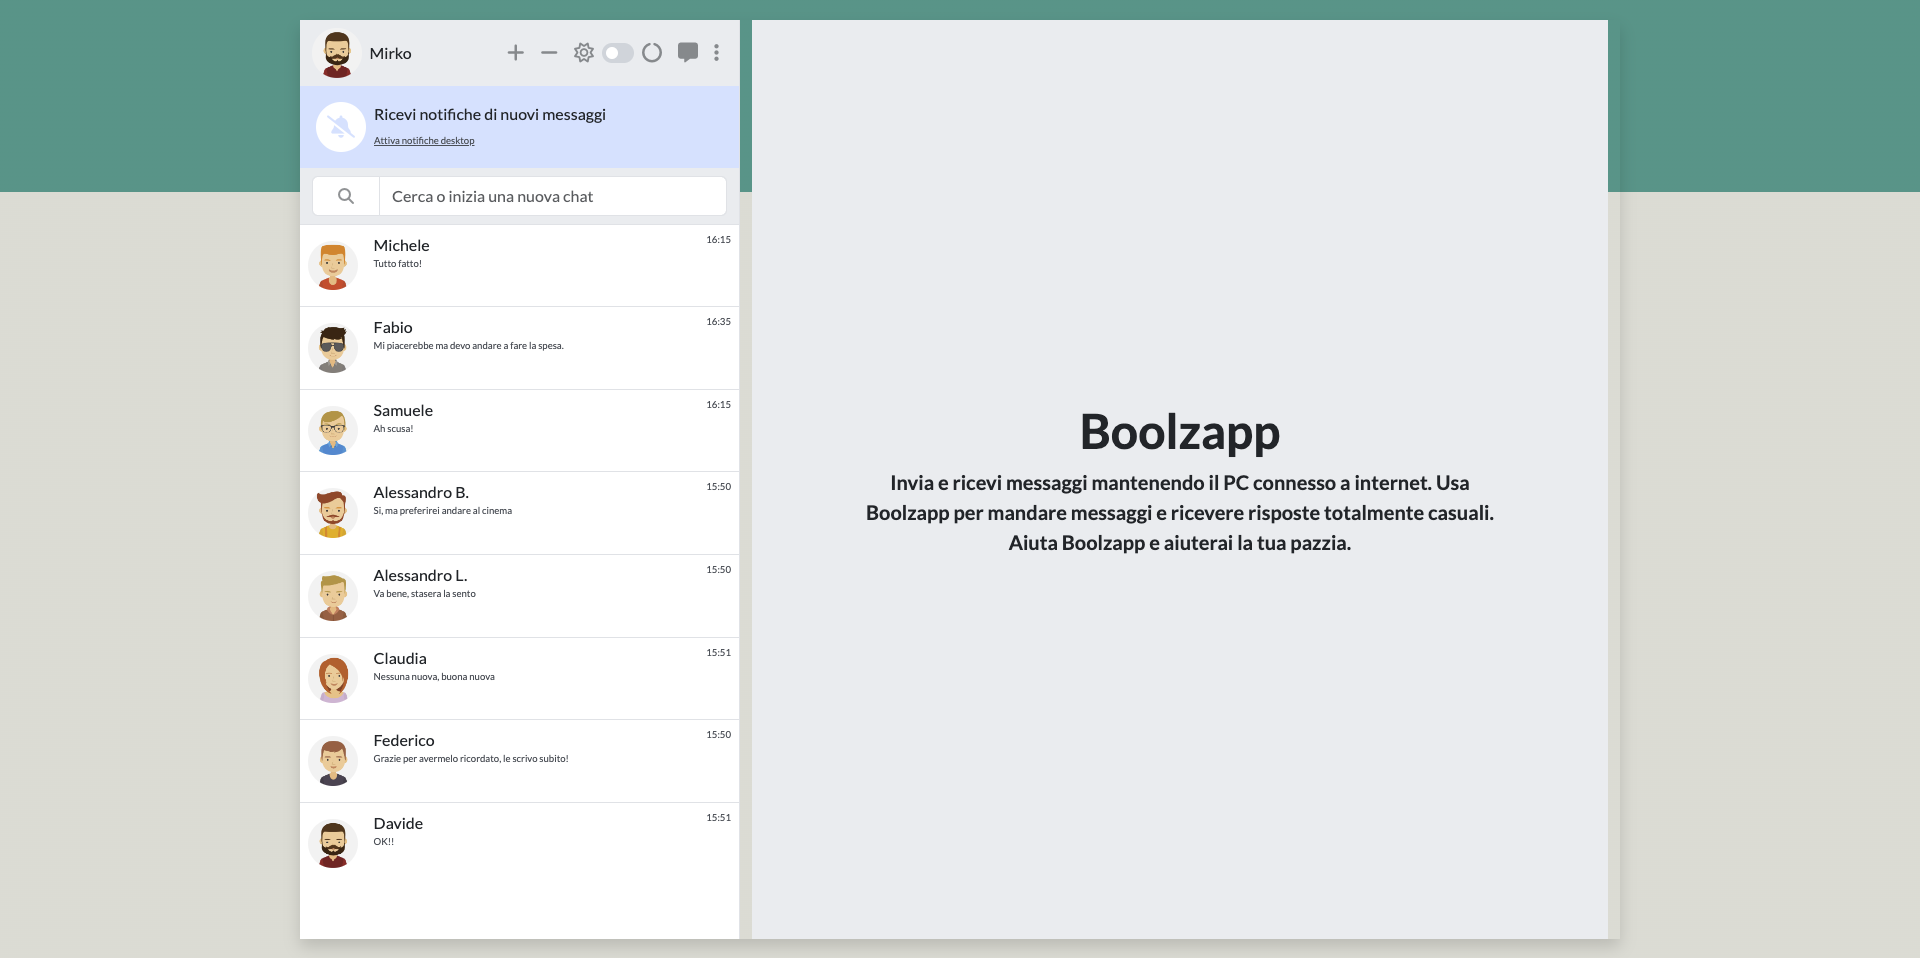 Mirko
Ricevi notifiche di nuovi messaggi
Attiva notifiche desktop
Cerca o inizia una nuova chat
Michele
16:15
Tutto fatto!
Fabio
16:35
Mi piacerebbe ma devo andare a fare la spesa.
Samuele
16:15
Ah scusa!
Alessandro B.
15:50
Si, ma preferirei andare al cinema
Alessandro L.
15:50
Va bene, stasera la sento
Claudia
15:51
Nessuna nuova, buona nuova
Federico
15:50
Grazie per avermelo ricordato, le scrivo subito!
Davide
15:51
OK!!
Boolzapp
Invia e ricevi messaggi mantenendo il PC connesso a internet. Usa
Boolzapp per mandare messaggi e ricevere risposte totalmente casuali.
Aiuta Boolzapp e aiuterai la tua pazzia.